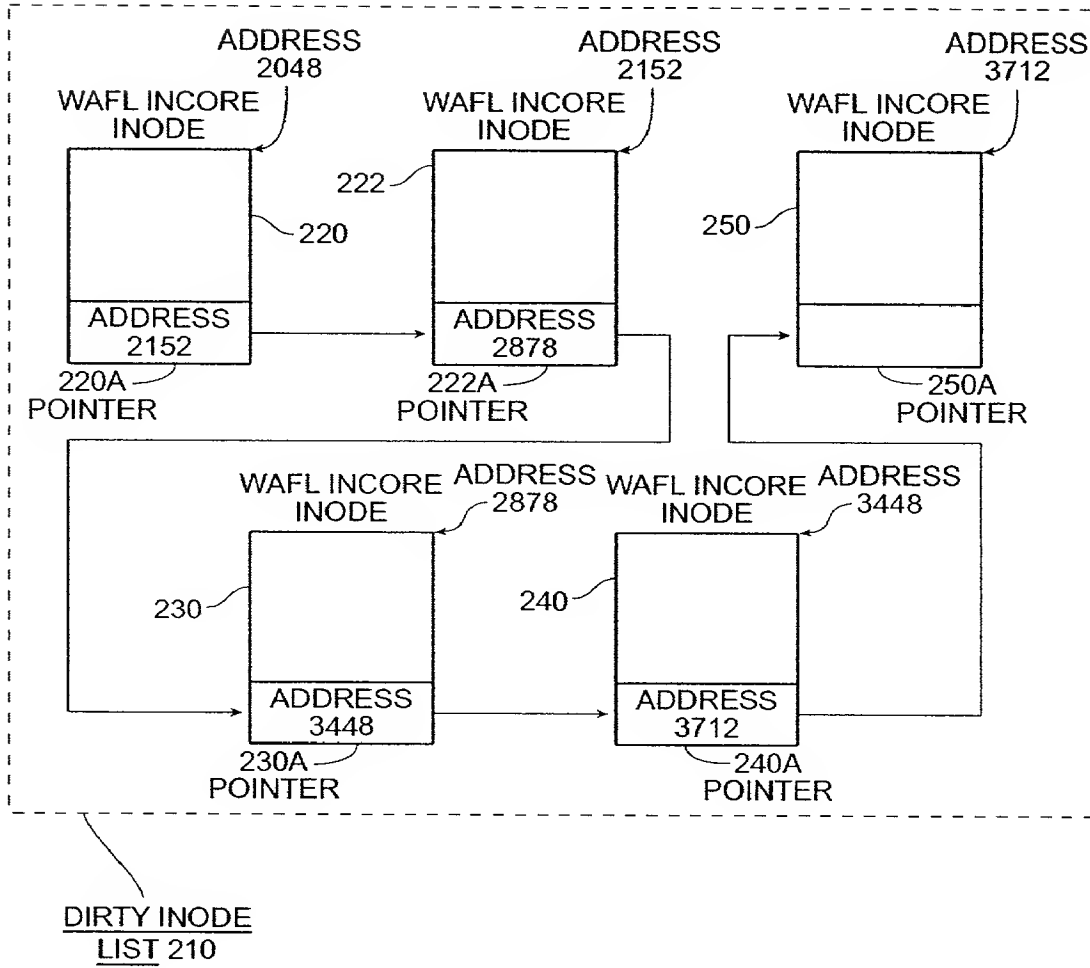 ADDRESS
2048
WAFL INCORE
INODE
220
ADDRESS
2152
220A
POINTER
ADDRESS
2152
WAFL INCORE
INODE
222
ADDRESS
2878
222A
POINTER
ADDRESS
3712
WAFL INCORE
INODE
250
250A
POINTER
ADDRESS
2878
WAFL INCORE
INODE
230
ADDRESS
3448
230A
POINTER
ADDRESS
3448
WAFL INCORE
INODE
240
ADDRESS
3712
240A
POINTER
DIRTY INODE
LIST 210